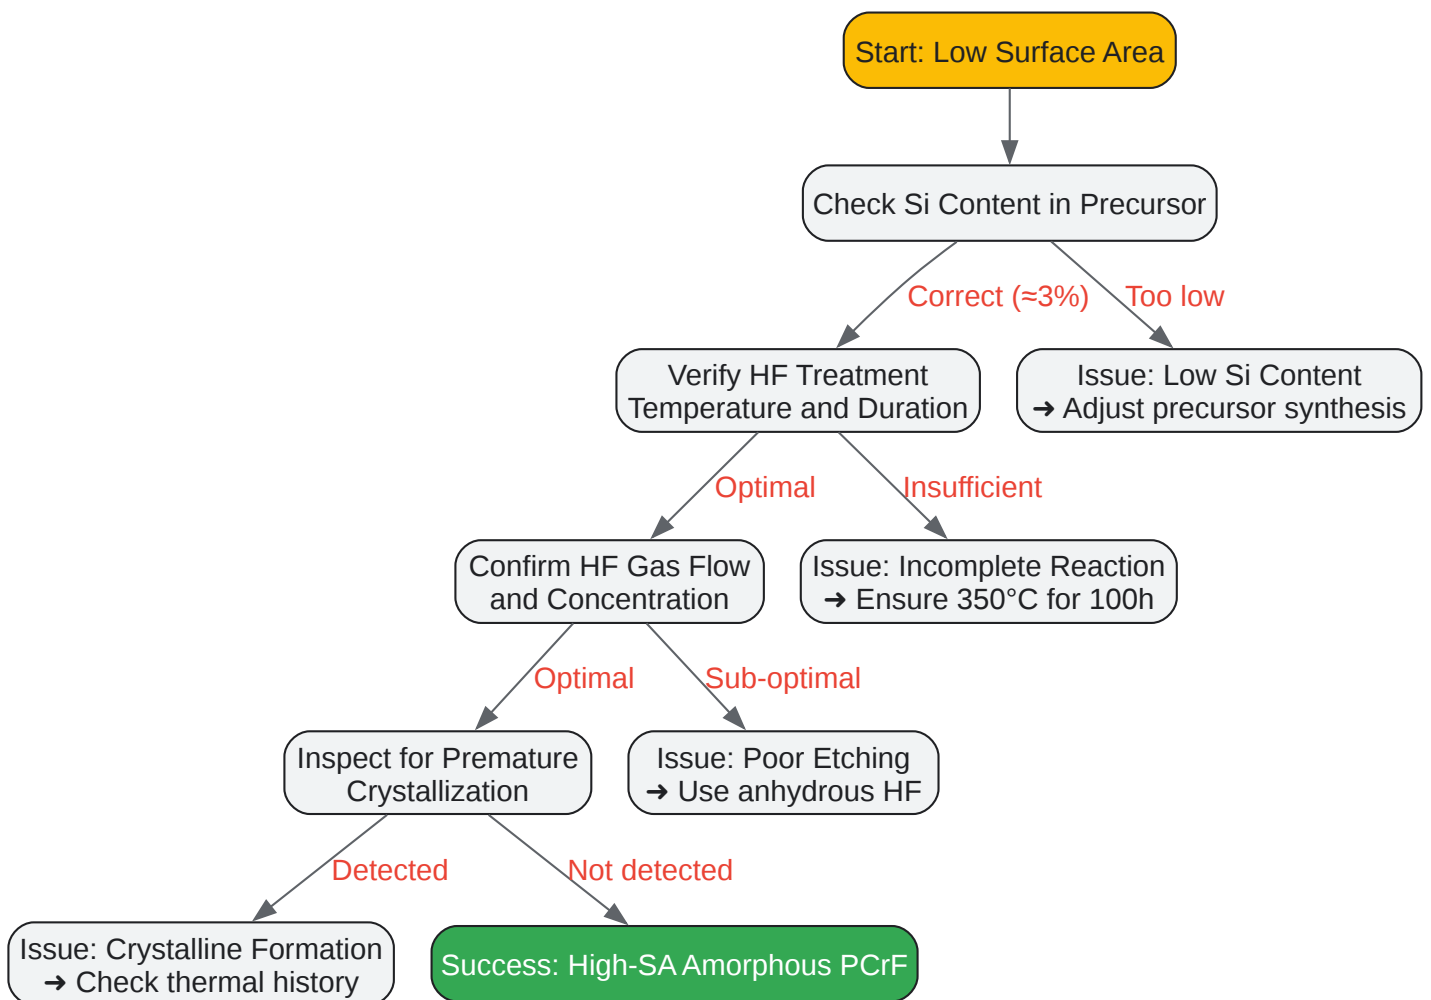 Start: Low Surface Area
Check Si Content in Precursor
Correct (≈3%)
Too low
Verify HF Treatment
Temperature and Duration
Issue: Low Si Content
➜ Adjust precursor synthesis
Optimal
Insufficient
Confirm HF Gas Flow
and Concentration
Issue: Incomplete Reaction
➜ Ensure 350°C for 100h
Optimal
Sub-optimal
Inspect for Premature
Crystallization
Issue: Poor Etching
➜ Use anhydrous HF
Detected
Not detected
Issue: Crystalline Formation
➜ Check thermal history
Success: High-SA Amorphous PCrF